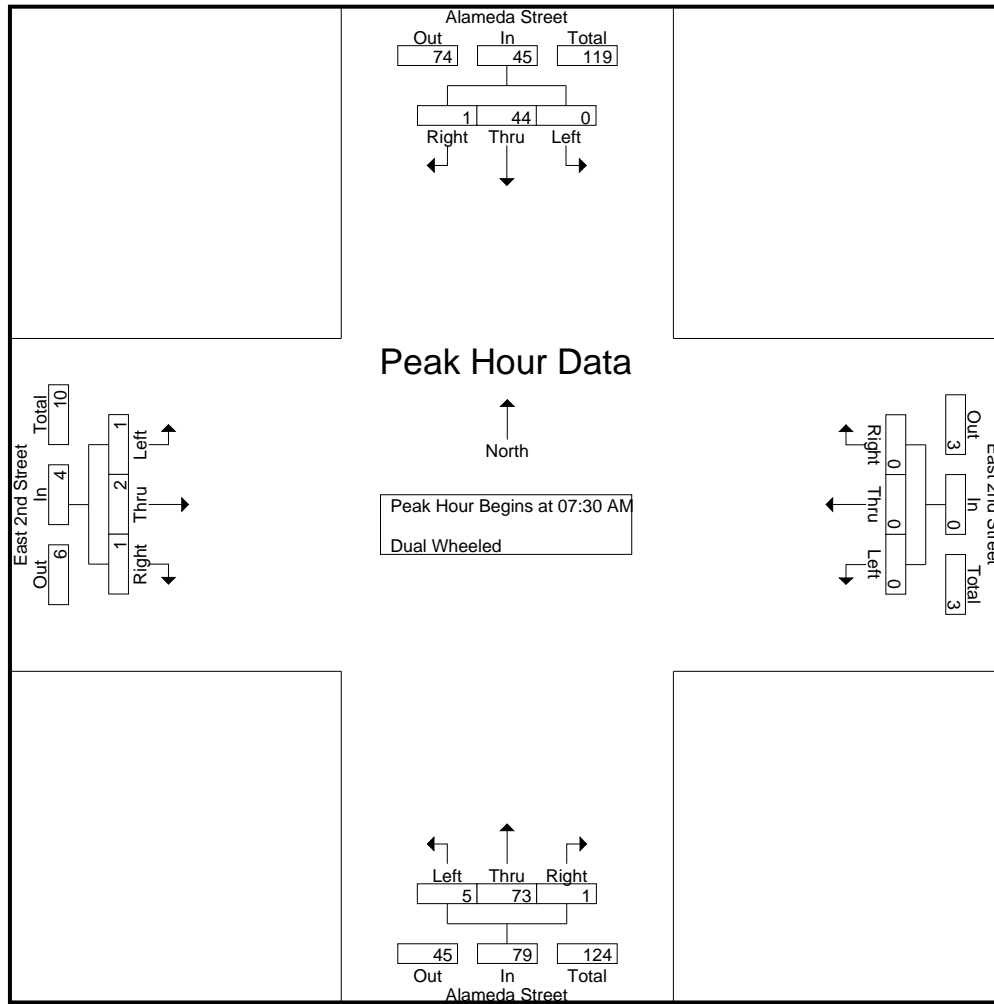 Alameda Street
Out In Total
74 45 119
1 44 0
Right Thru Left
Peak Hour Data
North
Peak Hour Begins at 07:30 AM
Dual Wheeled
East 2nd Street
Out In Total
6 4 10
1 2 1
Right Thru Left
East 2nd Street
Out In Total
3 0 3
0 0 0
Right Thru Left
Left Thru Right
5 73 1
45 79 124
Out In Total
Alameda Street